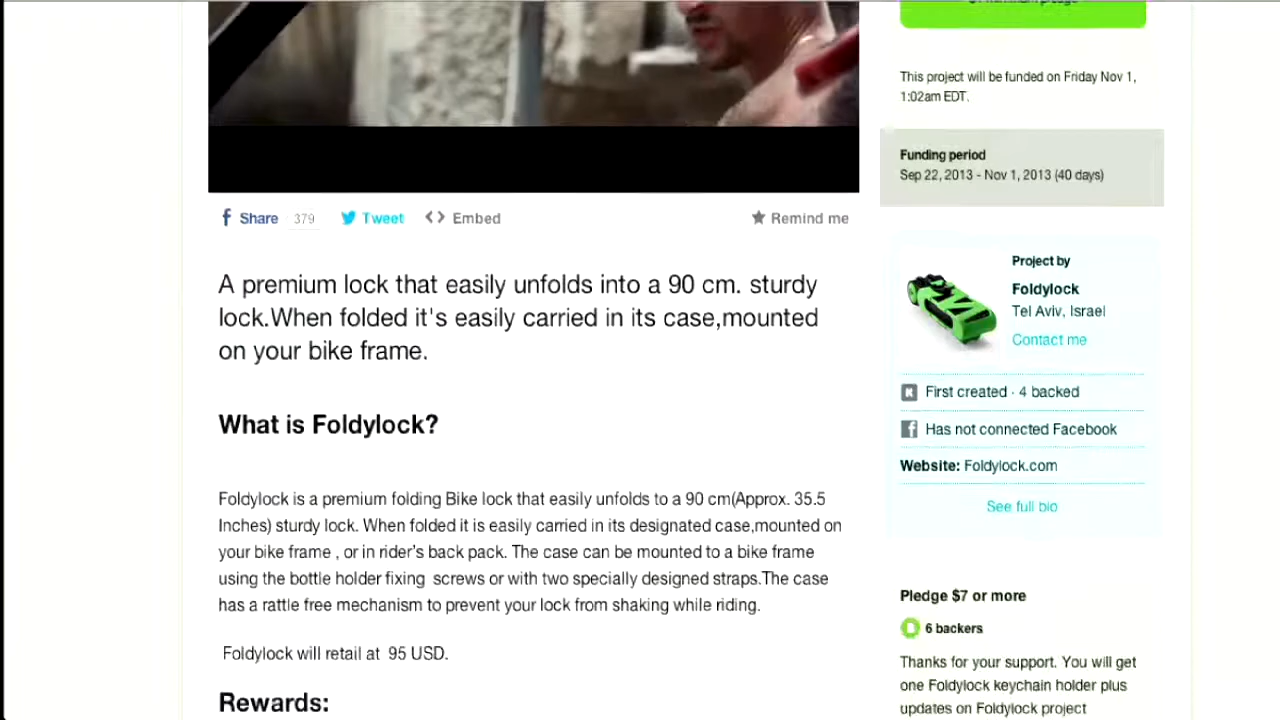 This project will be funded on Friday Nov 1,
1:02am EDT.
Funding period
Sep 22, 2013 - Nov 1, 2013 (40 days)
Share 379 Tweet Embed Remind me
A premium lock that easily unfolds into a 90 cm. sturdy
lock.When folded it's easily carried in its case,mounted
on your bike frame.
What is Foldylock?
Foldylock is a premium folding Bike lock that easily unfolds to a 90 cm(Approx. 35.5
Inches) sturdy lock. When folded it is easily carried in its designated case,mounted on
your bike frame , or in rider's back pack. The case can be mounted to a bike frame
using the bottle holder fixing screws or with two specially designed straps.The case
has a rattle free mechanism to prevent your lock from shaking while riding.
Foldylock will retail at 95 USD.
Rewards:
Project by
Foldylock
Tel Aviv, Israel
Contact me
First created · 4 backed
Has not connected Facebook
Website: Foldylock.com
See full bio
Pledge $7 or more
6 backers
Thanks for your support. You will get
one Foldylock keychain holder plus
updates on Foldylock project